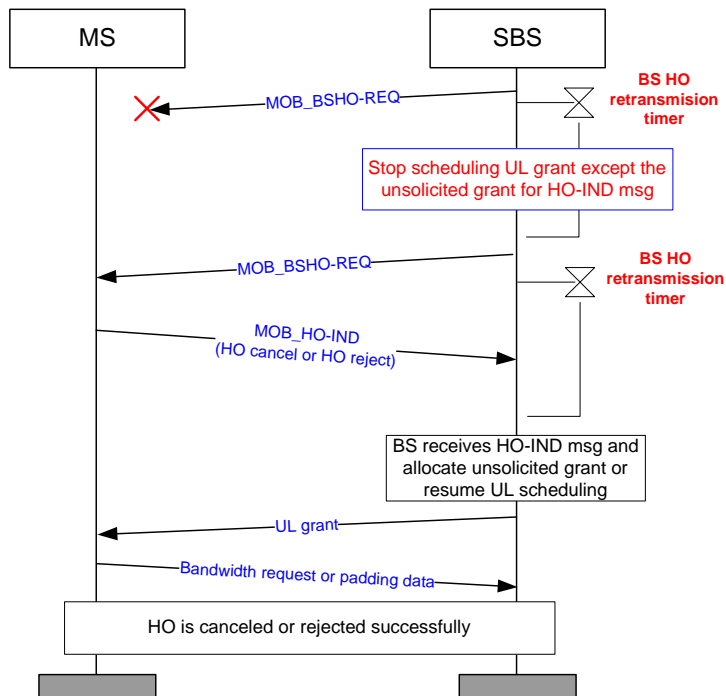 MS
SBS
MOB_BSHO-REQ
BS HO
retransmision
timer
Stop scheduling UL grant except the
unsolicited grant for HO-IND msg
MOB_BSHO-REQ
BS HO
retransmission
timer
MOB_HO-IND
(HO cancel or HO reject)
BS receives HO-IND msg and
allocate unsolicited grant or
resume UL scheduling
UL grant
Bandwidth request or padding data
HO is canceled or rejected successfully